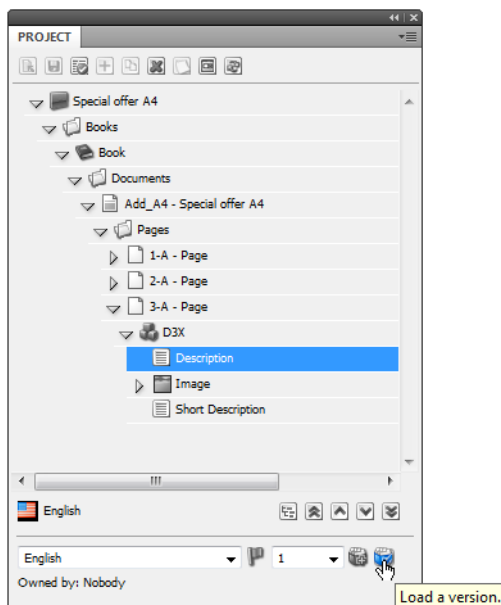 PROJECT
Special offer A4
Books
Book
Documents
Add_A4 - Special offer A4
Pages
1-A - Page
2-A - Page
3-A - Page
D3X
Description
Image
Short Description
English
English 1
Owned by: Nobody
Load a version.